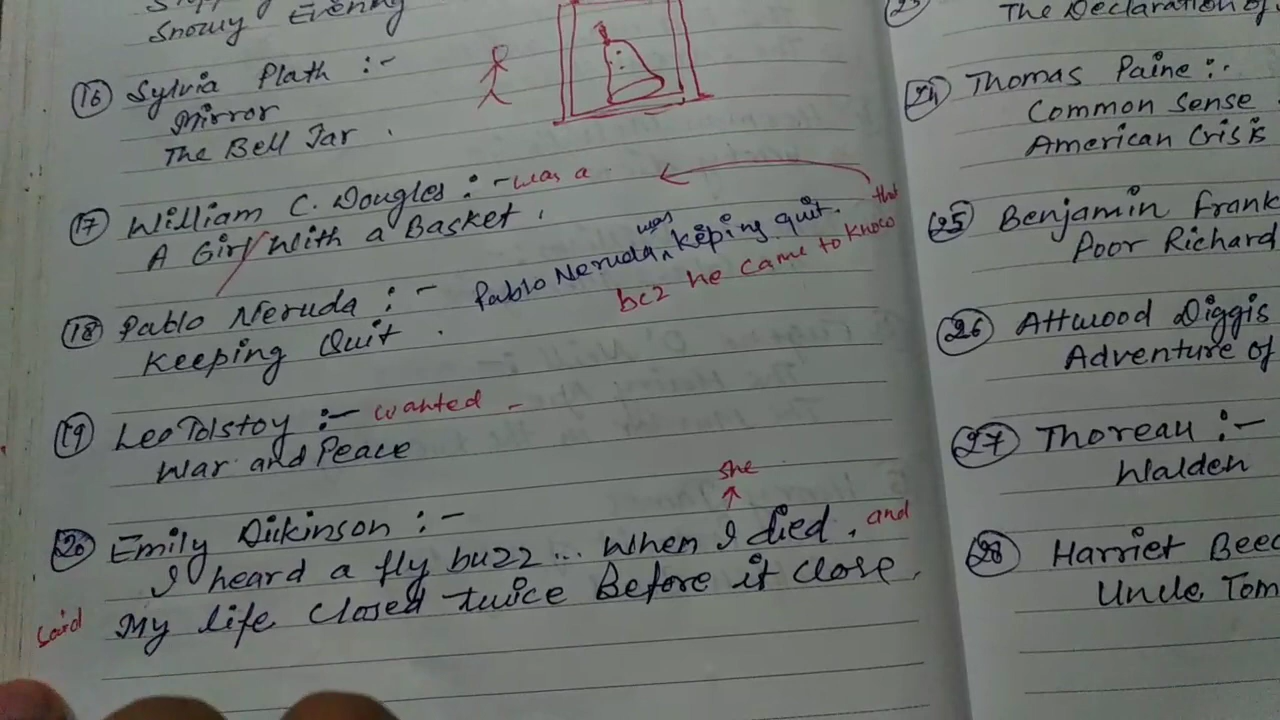 Snowy Evening
(16) Sylvia Plath :-
Mirror
The Bell Jar .
(17) William C. Dougles : - was a
A Girl With a Basket .
(18) Pablo Neruda : - Pablo Neruda was keping quit . that
Keeping Quit . bcz he came to know
(19) Leo Tolstoy :- wanted -
War and Peace
she
(20) Emily Dickinson : -
I heard a fly buzz... When I died . and
said My life closed twice Before it close .
The Declaration of
(24) Thomas Paine :-
Common Sense .
American Crisis
(25) Benjamin Frank
Poor Richard
(26) Attwood Diggis
Adventure of
(27) Thoreau :-
Walden
(28) Harriet Beec
Uncle Tom